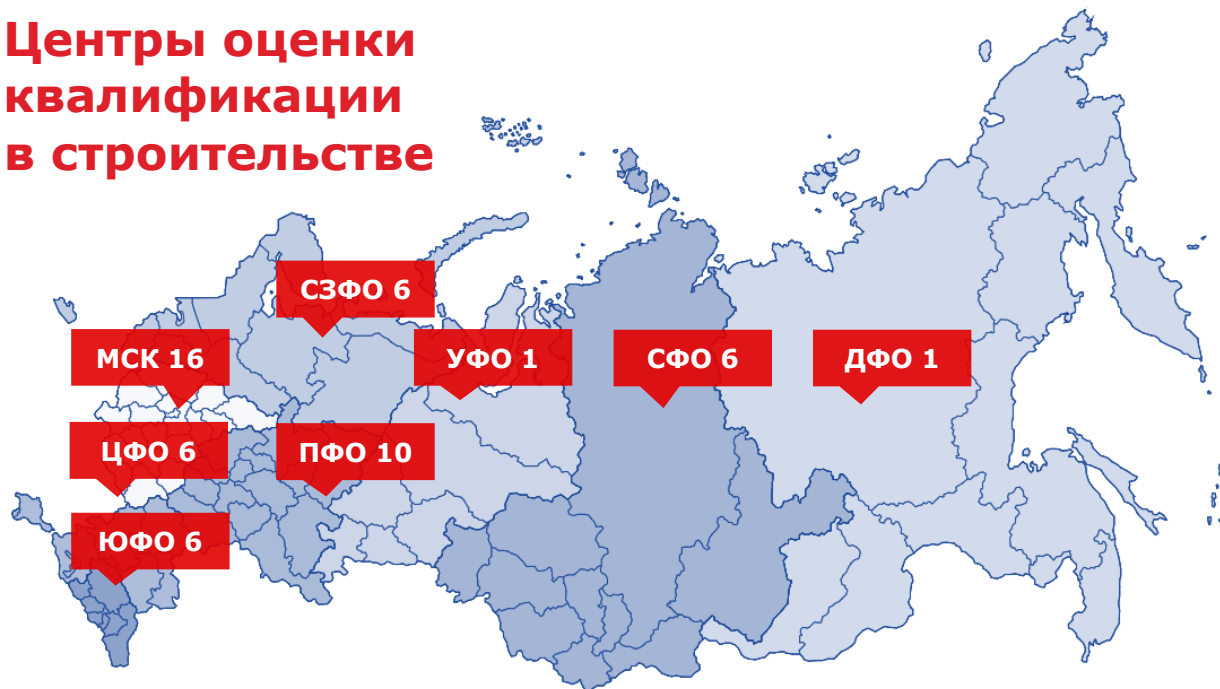 Центры оценки
квалификации
в строительстве
СЗФО 6
МСК 16
УФО 1
СФО 6
ДФО 1
ЦФО 6
ПФО 10
ЮФО 6